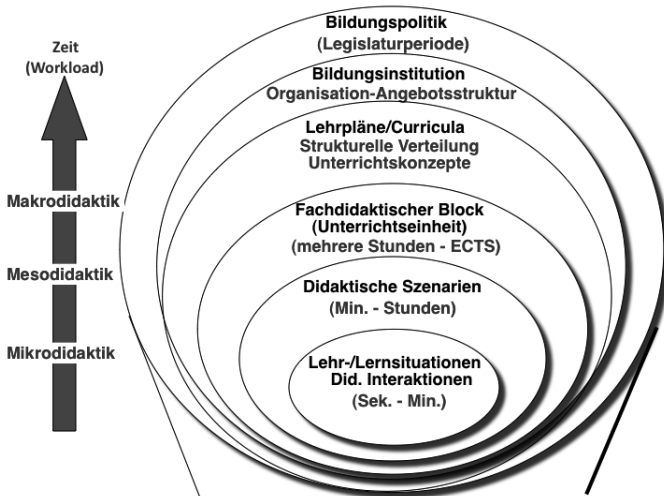 Zeit
(Workload)
Makrodidaktik
Mesodidaktik
Mikrodidaktik
Bildungspolitik
(Legislaturperiode)
Bildungsinstitution
Organisation-Angebotsstruktur
Lehrpläne/Curricula
Strukturelle Verteilung
Unterrichtskonzepte
Fachdidaktischer Block
(Unterrichtseinheit)
(mehrere Stunden - ECTS)
Didaktische Szenarien
(Min. - Stunden)
Lehr-/Lernsituationen
Did. Interaktionen
(Sek. - Min.)